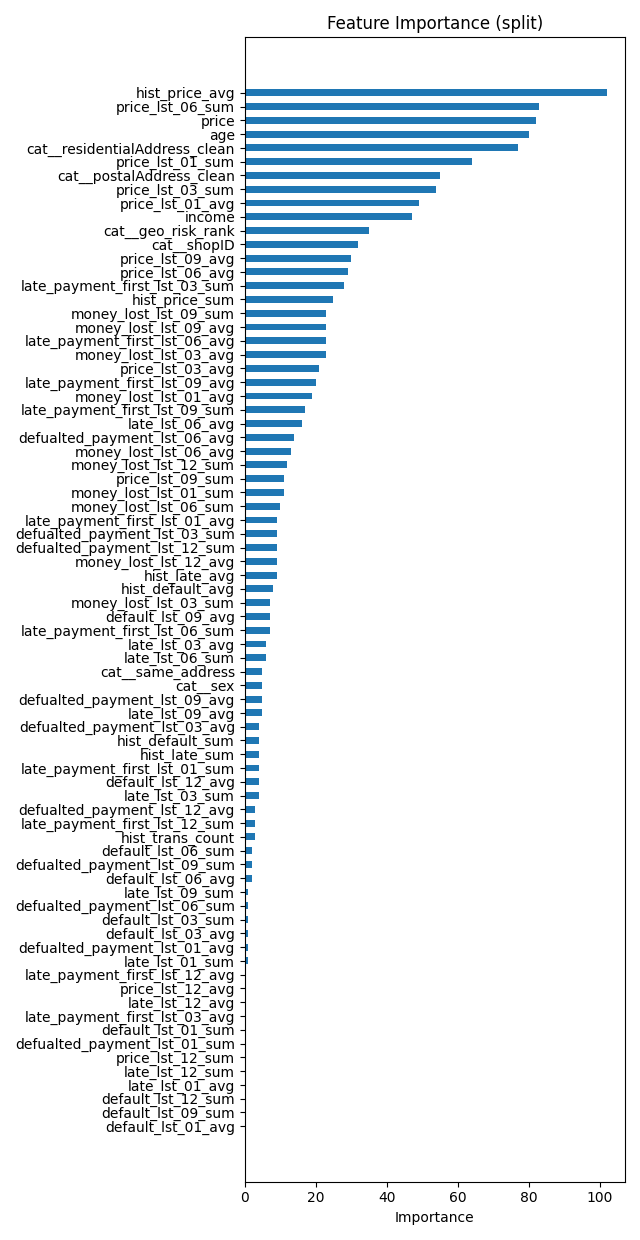 Feature Importance (split)
hist_price_avg
price_lst_06_sum
price
age
cat__residentialAddress_clean
price_lst_01_sum
cat__postalAddress_clean
price_lst_03_sum
price_lst_01_avg
income
cat__geo_risk_rank
cat__shopID
price_lst_09_avg
price_lst_06_avg
late_payment_first_lst_03_sum
hist_price_sum
money_lost_lst_09_sum
money_lost_lst_09_avg
late_payment_first_lst_06_avg
money_lost_lst_03_avg
price_lst_03_avg
late_payment_first_lst_09_avg
money_lost_lst_01_avg
late_payment_first_lst_09_sum
late_lst_06_avg
defualted_payment_lst_06_avg
money_lost_lst_06_avg
money_lost_lst_12_sum
price_lst_09_sum
money_lost_lst_01_sum
money_lost_lst_06_sum
late_payment_first_lst_01_avg
defualted_payment_lst_03_sum
defualted_payment_lst_12_sum
money_lost_lst_12_avg
hist_late_avg
hist_default_avg
money_lost_lst_03_sum
default_lst_09_avg
late_payment_first_lst_06_sum
late_lst_03_avg
late_lst_06_sum
cat__same_address
cat__sex
defualted_payment_lst_09_avg
late_lst_09_avg
defualted_payment_lst_03_avg
hist_default_sum
hist_late_sum
late_payment_first_lst_01_sum
default_lst_12_avg
late_lst_03_sum
defualted_payment_lst_12_avg
late_payment_first_lst_12_sum
hist_trans_count
default_lst_06_sum
defualted_payment_lst_09_sum
default_lst_06_avg
late_lst_09_sum
defualted_payment_lst_06_sum
default_lst_03_sum
default_lst_03_avg
defualted_payment_lst_01_avg
late_lst_01_sum
late_payment_first_lst_12_avg
price_lst_12_avg
late_lst_12_avg
late_payment_first_lst_03_avg
default_lst_01_sum
defualted_payment_lst_01_sum
price_lst_12_sum
late_lst_12_sum
late_lst_01_avg
default_lst_12_sum
default_lst_09_sum
default_lst_01_avg
0 20 40 60 80 100
Importance